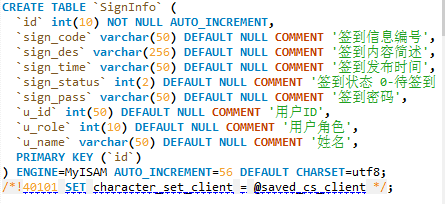 CREATE TABLE `SignInfo` (
`id` int(10) NOT NULL AUTO_INCREMENT,
`sign_code` varchar(50) DEFAULT NULL COMMENT '签到信息编号',
`sign_des` varchar(256) DEFAULT NULL COMMENT '签到内容简述',
`sign_time` varchar(50) DEFAULT NULL COMMENT '签到发布时间',
`sign_status` int(2) DEFAULT NULL COMMENT '签到状态 0-待签到
`sign_pass` varchar(50) DEFAULT NULL COMMENT '签到密码',
`u_id` int(50) DEFAULT NULL COMMENT '用户ID',
`u_role` int(10) DEFAULT NULL COMMENT '用户角色',
`u_name` varchar(50) DEFAULT NULL COMMENT '姓名',
PRIMARY KEY (`id`)
) ENGINE=MyISAM AUTO_INCREMENT=56 DEFAULT CHARSET=utf8;
/*!40101 SET character_set_client = @saved_cs_client */;